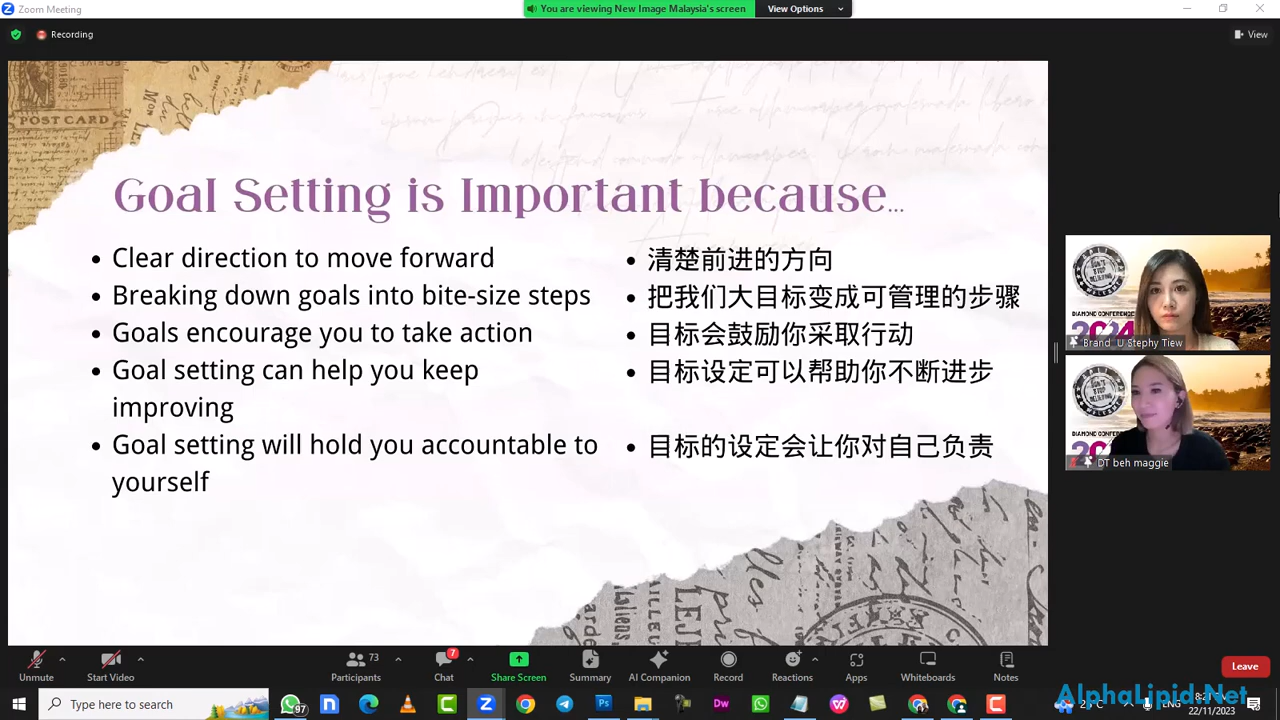 Zoom Meeting
You are viewing New Image Malaysia's screen
View Options
Recording
View
POST CARD
Goal Setting is Important because...
Clear direction to move forward
Breaking down goals into bite-size steps
Goals encourage you to take action
Goal setting can help you keep
improving
Goal setting will hold you accountable to
yourself
清楚前进的方向
把我们大目标变成可管理的步骤
目标会鼓励你采取行动
目标设定可以帮助你不断进步
目标的设定会让你对自己负责
DIAMOND CONFERENCE
2024
Brand_U Stephy Tiew
DIAMOND CONFE
DT beh maggie
Unmute
Start Video
73
Participants
7
Chat
Share Screen
Summary
AI Companion
Record
Reactions
Apps
Whiteboards
Notes
Leave
Type here to search
97
Dw
ENG
22/11/2023
AlphaLipid.Net